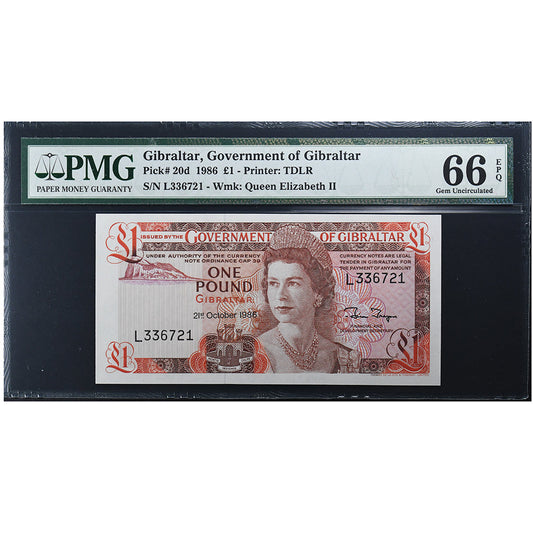 PMG
PAPER MONEY GUARANTY
Gibraltar, Government of Gibraltar
Pick# 20d 1986 £1 - Printer: TDLR
S/N L336721 - Wmk: Queen Elizabeth II
66 EPQ
Gem Uncirculated
£1 ISSUED BY THE GOVERNMENT OF GIBRALTAR £1
UNDER AUTHORITY OF THE CURRENCY
NOTE ORDINANCE CAP 39
CURRENCY NOTES ARE LEGAL
TENDER IN GIBRALTAR FOR
THE PAYMENT OF ANY AMOUNT
ONE
POUND
GIBRALTAR
L336721
21st October 1986
L336721
FINANCIAL AND
DEVELOPMENT SECRETARY
£1 £1